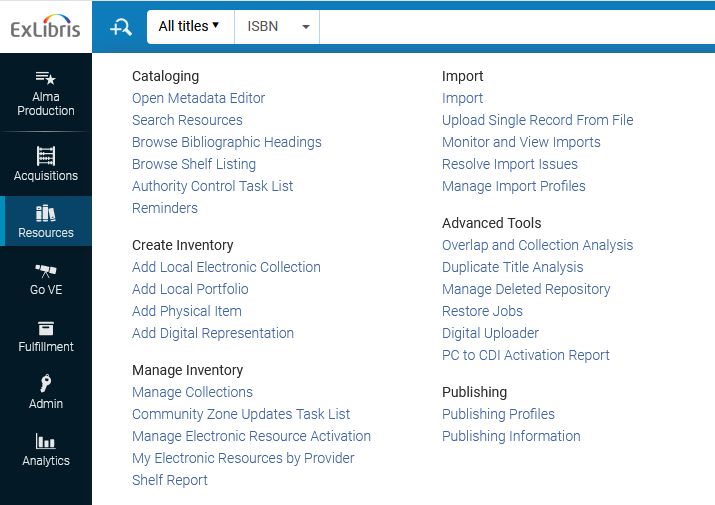 ExLibris
All titles
ISBN
Alma
Production
Acquisitions
Resources
Go VE
Fulfillment
Admin
Analytics
Cataloging
Open Metadata Editor
Search Resources
Browse Bibliographic Headings
Browse Shelf Listing
Authority Control Task List
Reminders
Create Inventory
Add Local Electronic Collection
Add Local Portfolio
Add Physical Item
Add Digital Representation
Manage Inventory
Manage Collections
Community Zone Updates Task List
Manage Electronic Resource Activation
My Electronic Resources by Provider
Shelf Report
Import
Import
Upload Single Record From File
Monitor and View Imports
Resolve Import Issues
Manage Import Profiles
Advanced Tools
Overlap and Collection Analysis
Duplicate Title Analysis
Manage Deleted Repository
Restore Jobs
Digital Uploader
PC to CDI Activation Report
Publishing
Publishing Profiles
Publishing Information